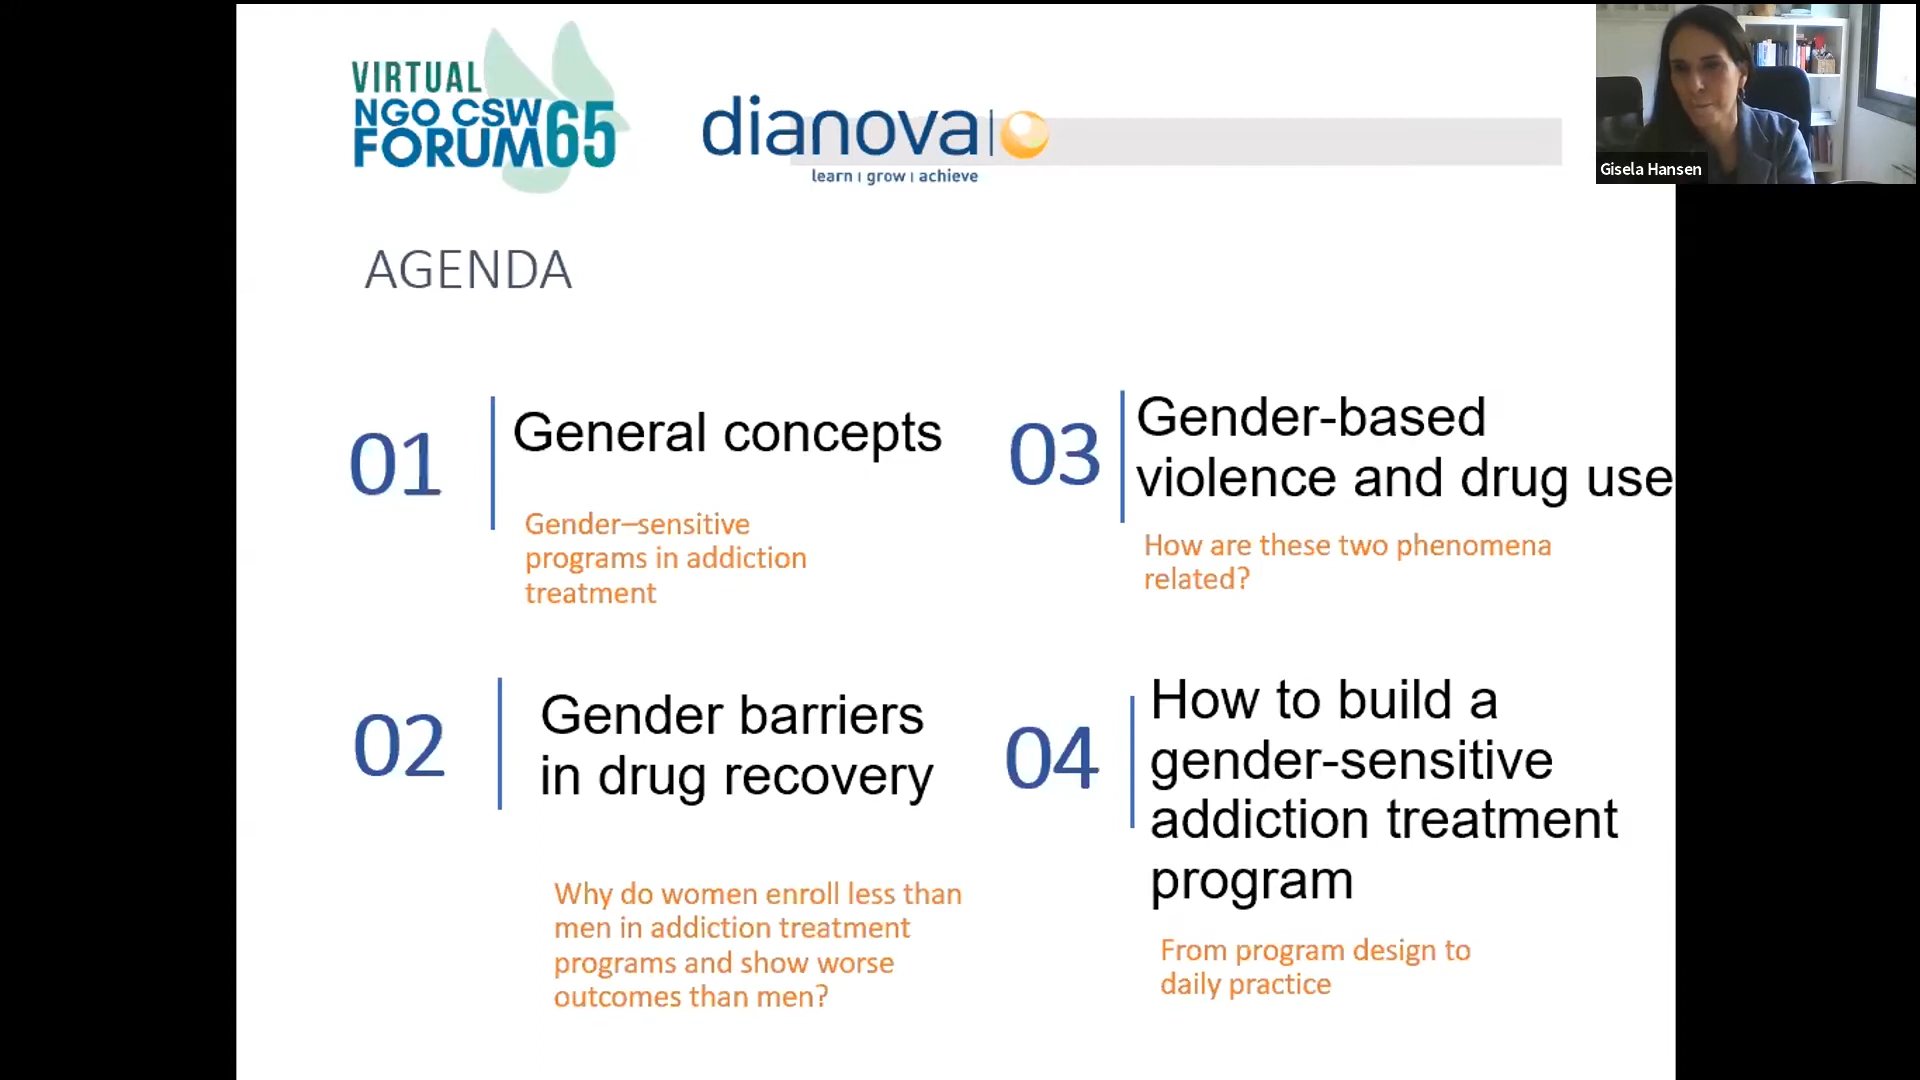 VIRTUAL
NGO CSW
FORUM65
dianova
learn | grow | achieve
Gisela Hansen
AGENDA
01
General concepts
Gender–sensitive
programs in addiction
treatment
02
Gender barriers
in drug recovery
Why do women enroll less than
men in addiction treatment
programs and show worse
outcomes than men?
03
Gender-based
violence and drug use
How are these two phenomena
related?
04
How to build a
gender-sensitive
addiction treatment
program
From program design to
daily practice